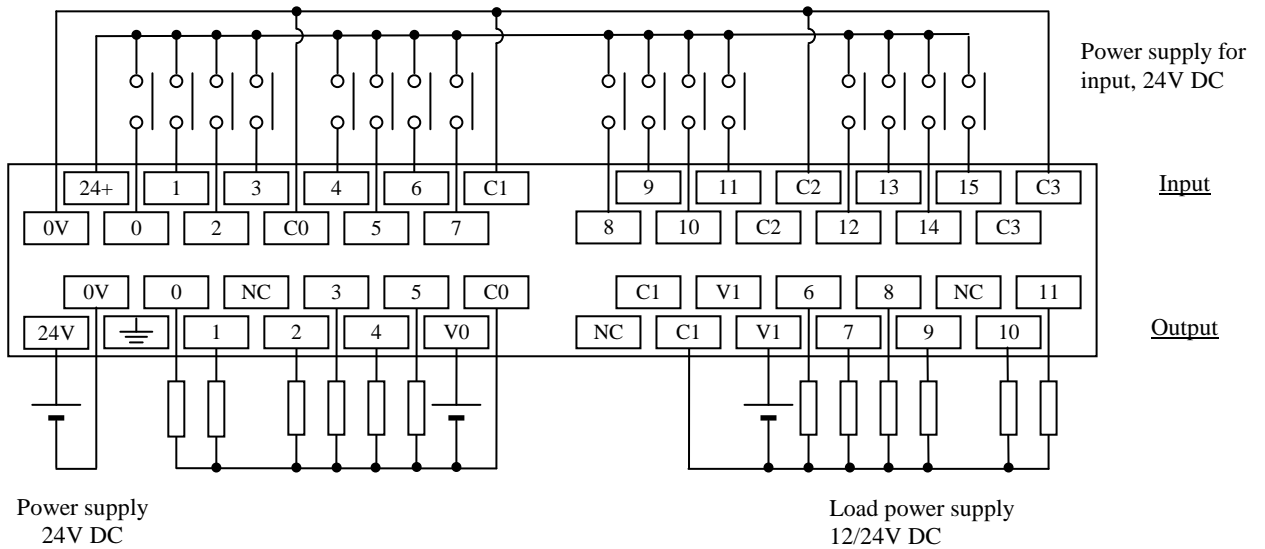 Power supply for
input, 24V DC
24+ 1 3 4 6 C1 9 11 C2 13 15 C3
Input
0V 0 2 C0 5 7 8 10 C2 12 14 C3
0V 0 NC 3 5 C0 C1 V1 6 8 NC 11
24V 1 2 4 V0 NC C1 V1 7 9 10
Output
Power supply
24V DC
Load power supply
12/24V DC